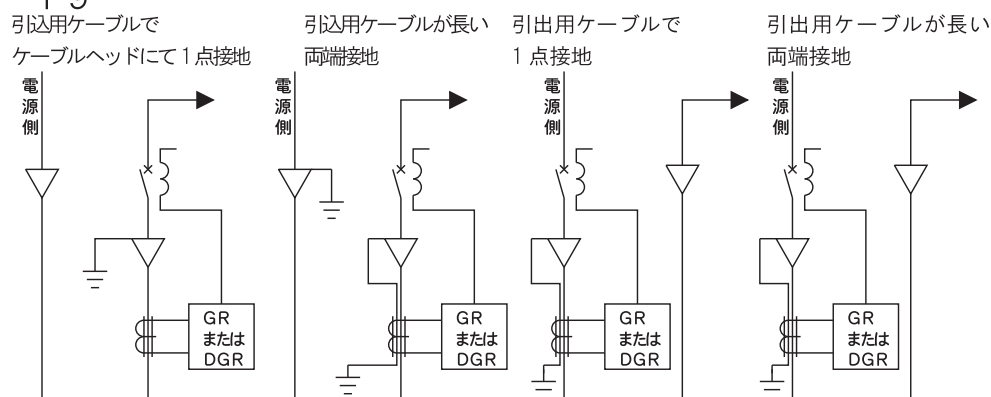 引込用ケーブルで
ケーブルヘッドにて1点接地
引込用ケーブルが長い
両端接地
引出用ケーブルで
1点接地
引出用ケーブルが長い
両端接地
電源側
電源側
電源側
電源側
GR
または
DGR
GR
または
DGR
GR
または
DGR
GR
または
DGR